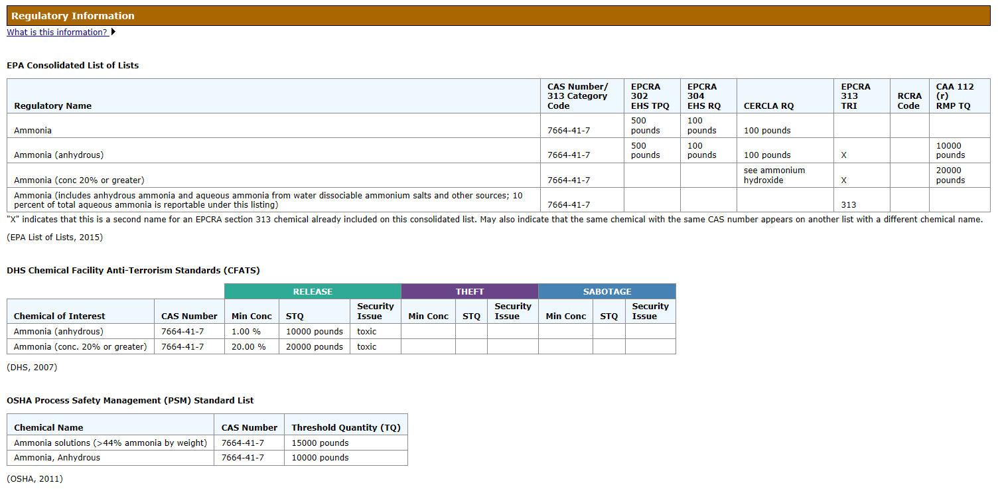 Regulatory Information
What is this information?
EPA Consolidated List of Lists
Regulatory Name CAS Number/ 313 Category Code EPCRA 302 EHS TPQ EPCRA 304 EHS RQ CERCLA RQ EPCRA 313 TRI RCRA Code CAA 112 (r) RMP TQ
Ammonia 7664-41-7 500 pounds 100 pounds 100 pounds
Ammonia (anhydrous) 7664-41-7 500 pounds 100 pounds 100 pounds X 10000 pounds
Ammonia (conc 20% or greater) 7664-41-7 see ammonium hydroxide X 20000 pounds
Ammonia (includes anhydrous ammonia and aqueous ammonia from water dissociable ammonium salts and other sources; 10
percent of total aqueous ammonia is reportable under this listing) 7664-41-7 313
"X" indicates that this is a second name for an EPCRA section 313 chemical already included on this consolidated list. May also indicate that the same chemical with the same CAS number appears on another list with a different chemical name.
(EPA List of Lists, 2015)
DHS Chemical Facility Anti-Terrorism Standards (CFATS)
RELEASE THEFT SABOTAGE
Chemical of Interest CAS Number Min Conc STQ Security Issue Min Conc STQ Security Issue Min Conc STQ Security Issue
Ammonia (anhydrous) 7664-41-7 1.00 % 10000 pounds toxic
Ammonia (conc. 20% or greater) 7664-41-7 20.00 % 20000 pounds toxic
(DHS, 2007)
OSHA Process Safety Management (PSM) Standard List
Chemical Name CAS Number Threshold Quantity (TQ)
Ammonia solutions (>44% ammonia by weight) 7664-41-7 15000 pounds
Ammonia, Anhydrous 7664-41-7 10000 pounds
(OSHA, 2011)